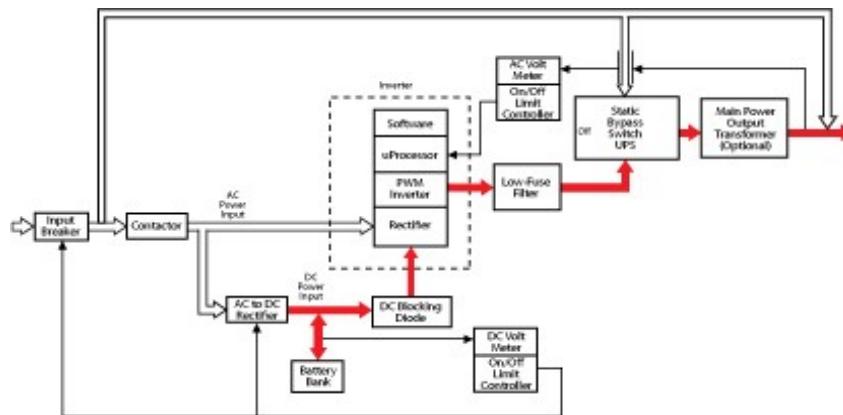 AC Volt
Meter
On/Off
Limit
Controller
Inverter
Software
uProcessor
PWM
Inverter
Rectifier
Off
Static
Bypass
Switch
UPS
Main Power
Output
Transformer
(Optional)
Low-Fuse
Filter
AC
Power
Input
Input
Breaker
Contactor
DC
Power
Input
AC to DC
Rectifier
DC Blocking
Diode
Battery
Bank
DC Volt
Meter
On/Off
Limit
Controller